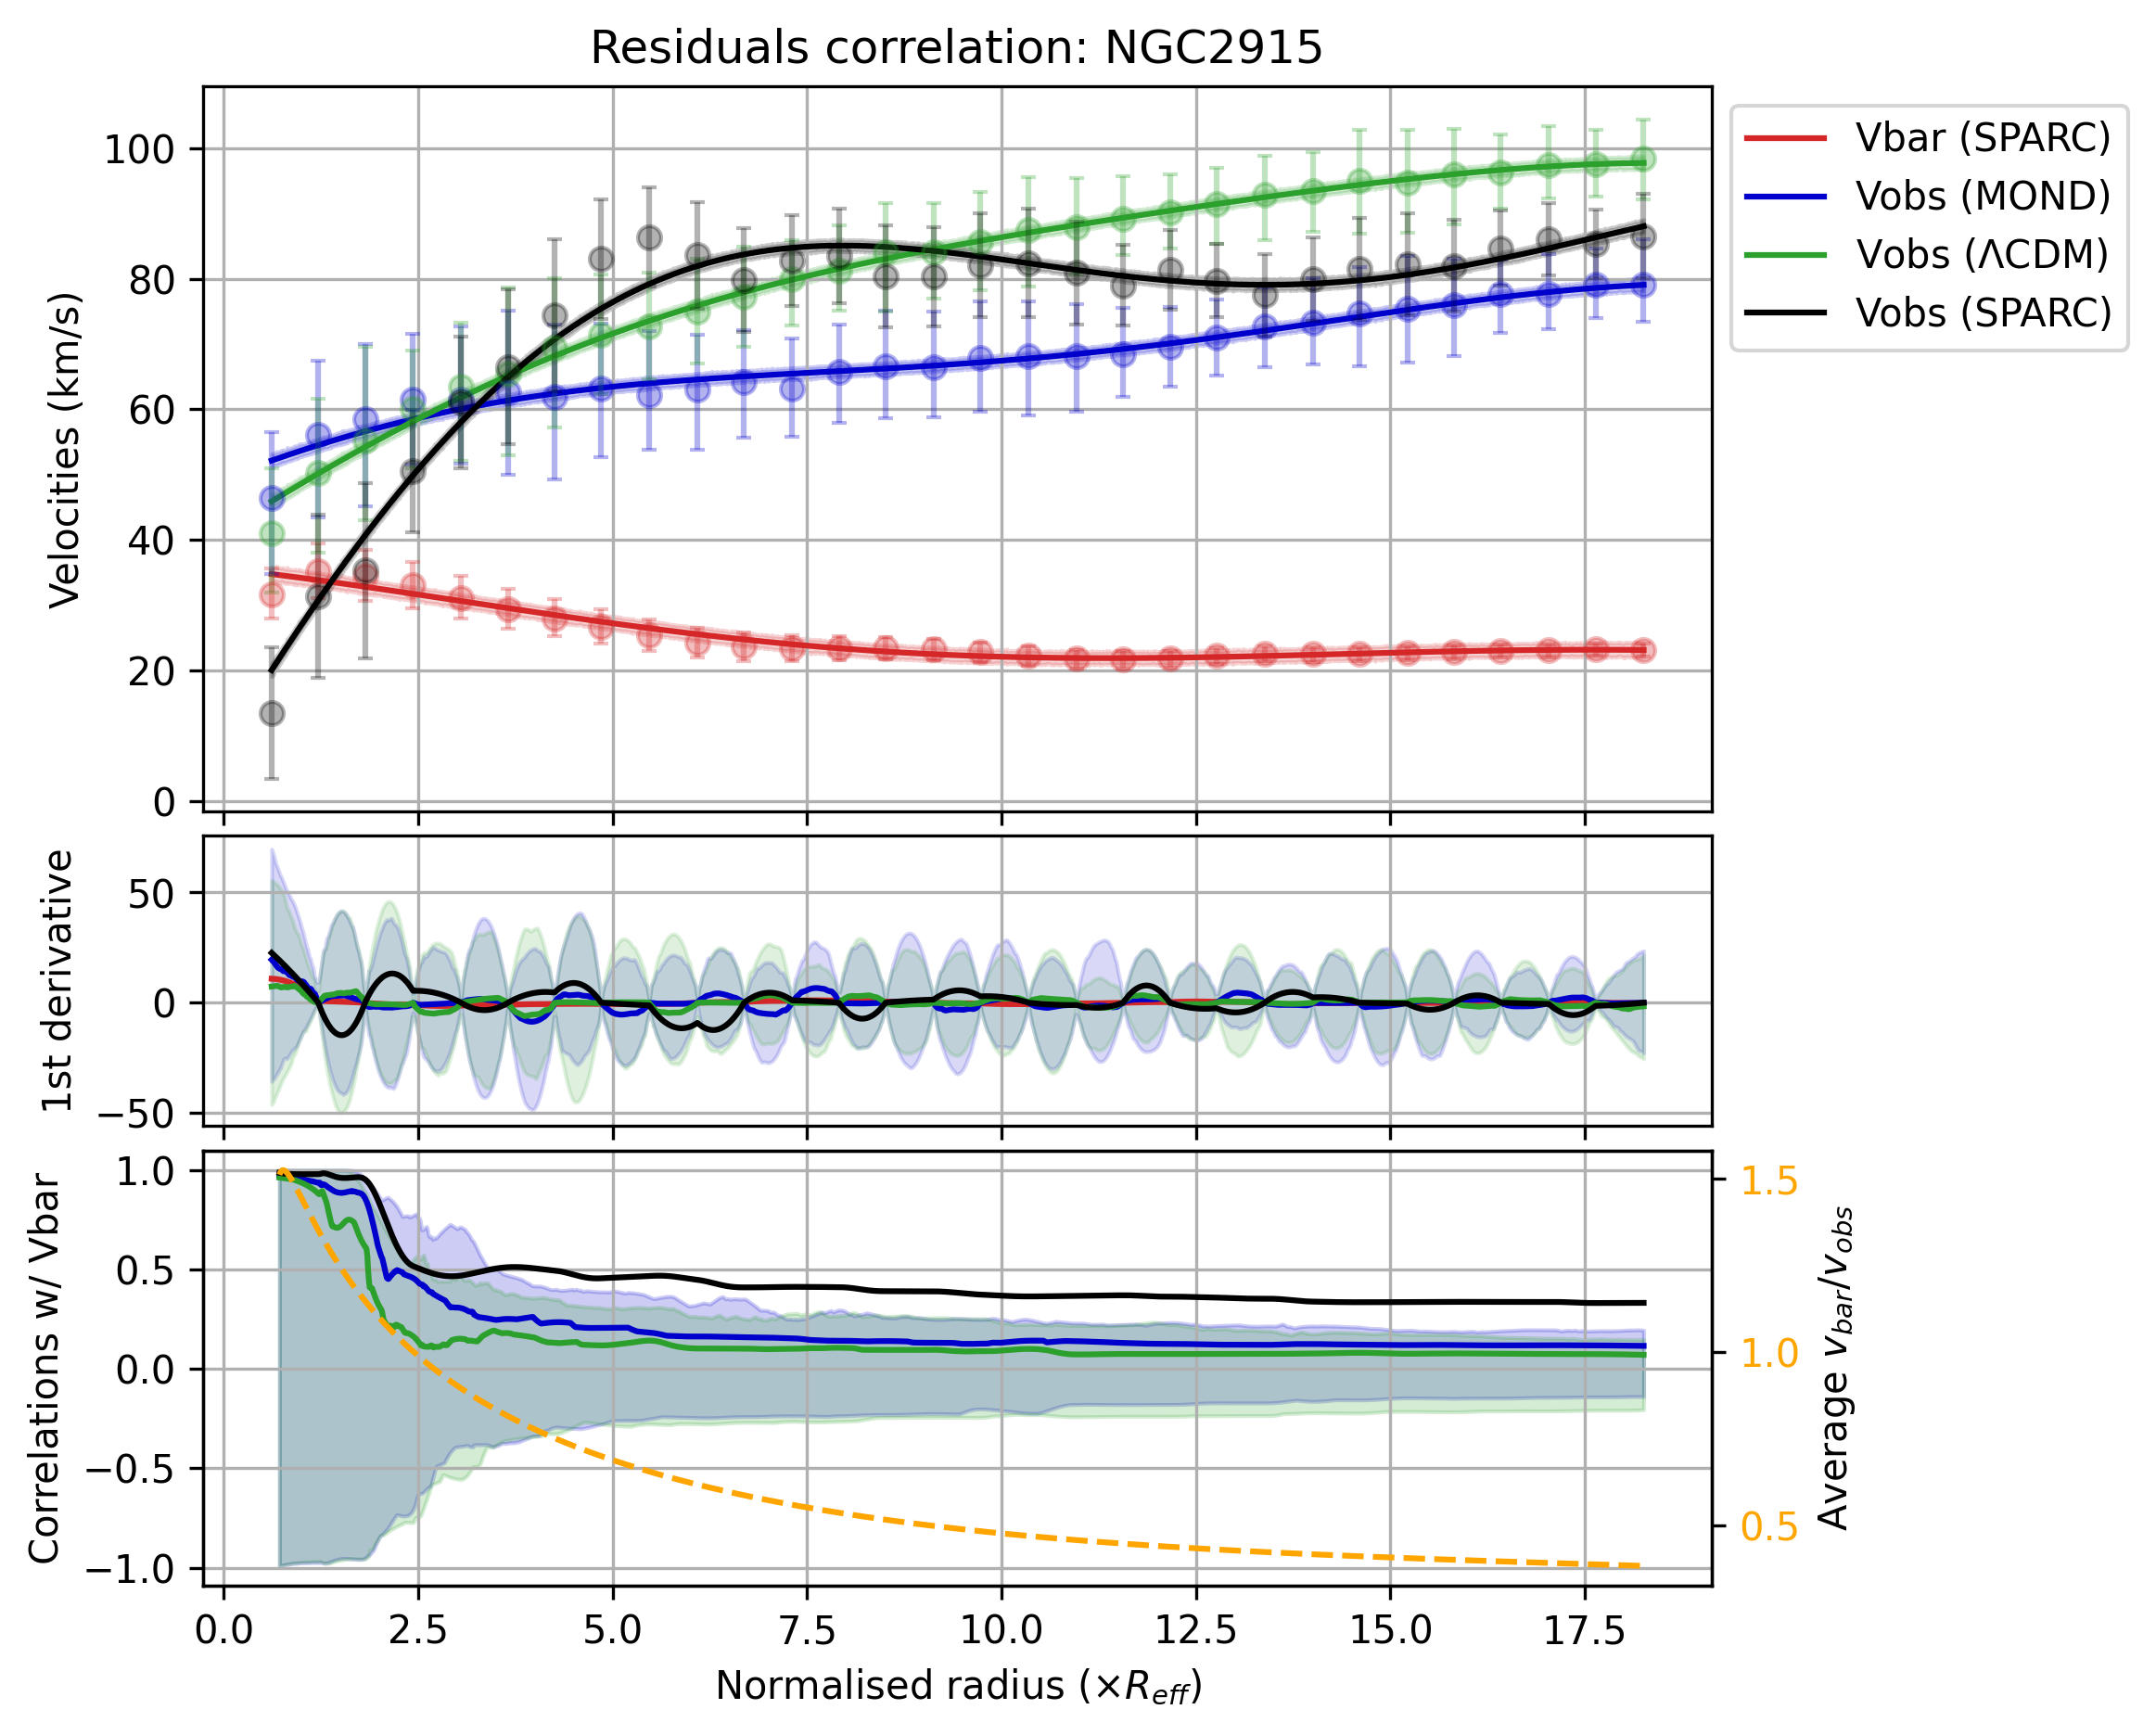 Residuals correlation: NGC2915
Velocities (km/s)
100
80
60
40
20
0
Vbar (SPARC)
Vobs (MOND)
Vobs (ΛCDM)
Vobs (SPARC)
1st derivative
50
0
−50
Correlations w/ Vbar
1.0
0.5
0.0
−0.5
−1.0
1.5
1.0
0.5
Average v_bar/v_obs
0.0 2.5 5.0 7.5 10.0 12.5 15.0 17.5
Normalised radius (×R_eff)